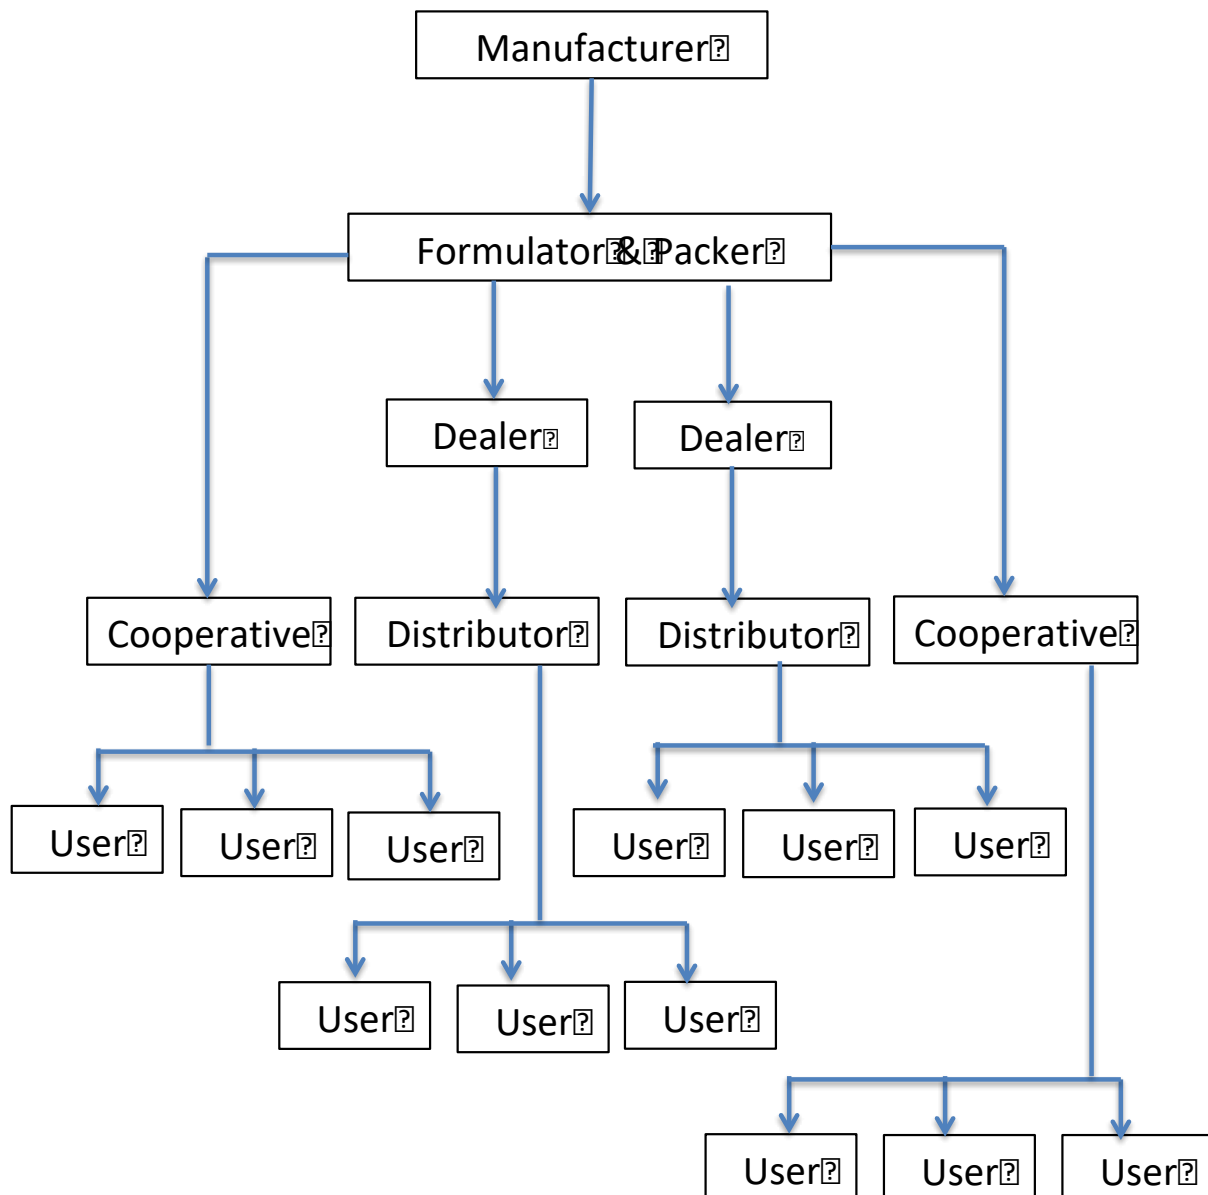 Manufacturer
Formulator & Packer
Dealer
Dealer
Cooperative
Distributor
Distributor
Cooperative
User
User
User
User
User
User
User
User
User
User
User
User